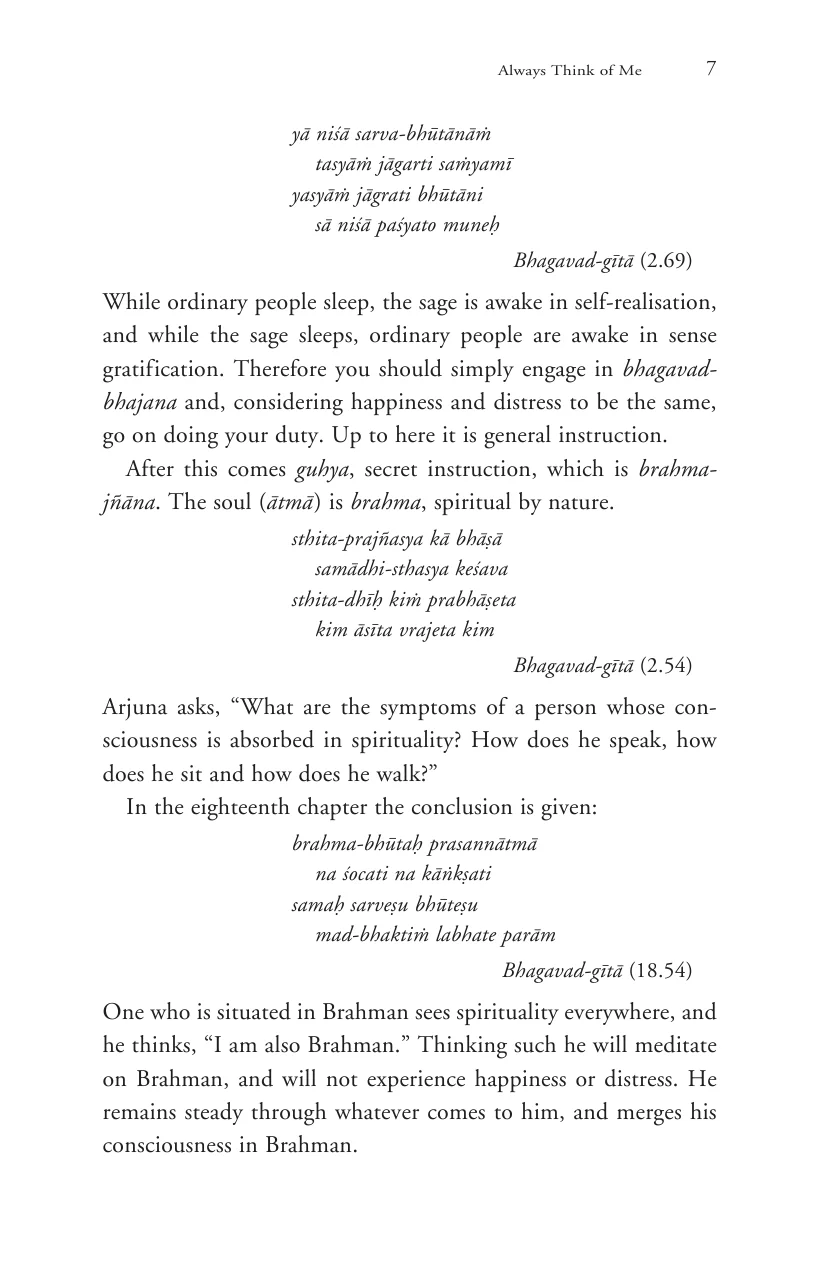 Always Think of Me 7
yā niśā sarva-bhūtānāṁ
tasyāṁ jāgarti saṁyamī
yasyāṁ jāgrati bhūtāni
sā niśā paśyato muneḥ
Bhagavad-gītā (2.69)
While ordinary people sleep, the sage is awake in self-realisation,
and while the sage sleeps, ordinary people are awake in sense
gratification. Therefore you should simply engage in bhagavad-
bhajana and, considering happiness and distress to be the same,
go on doing your duty. Up to here it is general instruction.
After this comes guhya, secret instruction, which is brahma-
jñāna. The soul (ātmā) is brahma, spiritual by nature.
sthita-prajñasya kā bhāṣā
samādhi-sthasya keśava
sthita-dhīḥ kiṁ prabhāṣeta
kim āsīta vrajeta kim
Bhagavad-gītā (2.54)
Arjuna asks, “What are the symptoms of a person whose con-
sciousness is absorbed in spirituality? How does he speak, how
does he sit and how does he walk?”
In the eighteenth chapter the conclusion is given:
brahma-bhūtaḥ prasannātmā
na śocati na kāṅkṣati
samaḥ sarveṣu bhūteṣu
mad-bhaktiṁ labhate parām
Bhagavad-gītā (18.54)
One who is situated in Brahman sees spirituality everywhere, and
he thinks, “I am also Brahman.” Thinking such he will meditate
on Brahman, and will not experience happiness or distress. He
remains steady through whatever comes to him, and merges his
consciousness in Brahman.